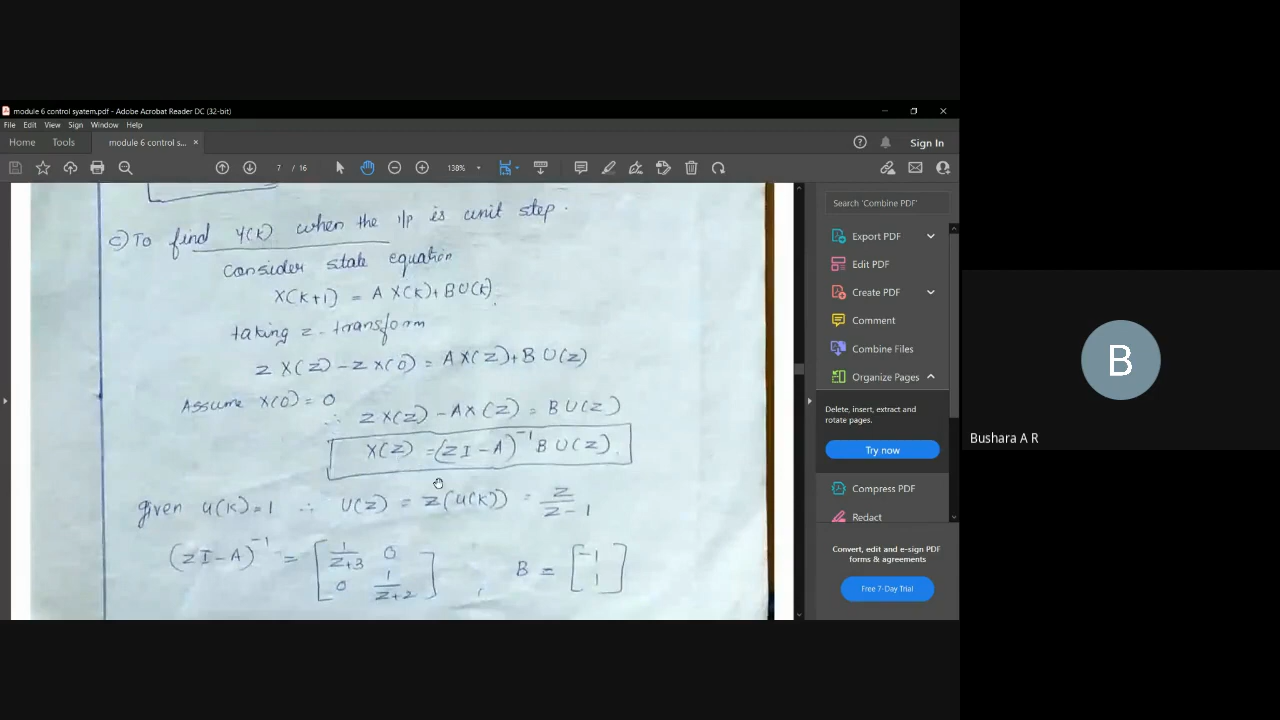 module 6 control syatem.pdf - Adobe Acrobat Reader DC (32-bit)
File Edit View Sign Window Help
Home Tools module 6 control s... × Sign In
7 / 16 138%
c) To find Y(k) when the i/p is unit step.
Consider state equation
X(k+1) = A X(k) + B U(k).
taking z-transform
z X(z) - z X(0) = A X(z) + B U(z)
Assume X(0) = 0
∴ z X(z) - A X(z) = B U(z)
X(z) = (zI - A)⁻¹ B U(z).
given u(k) = 1 ∴ U(z) = z(u(k)) = z/(z-1)
(zI - A)⁻¹ = [1/(z+3) 0; 0 1/(z+2)] , B = [-1; 1]
Search 'Combine PDF'
Export PDF
Edit PDF
Create PDF
Comment
Combine Files
Organize Pages
Delete, insert, extract and
rotate pages.
Try now
Compress PDF
Redact
Convert, edit and e-sign PDF
forms & agreements
Free 7-Day Trial
B
Bushara A R